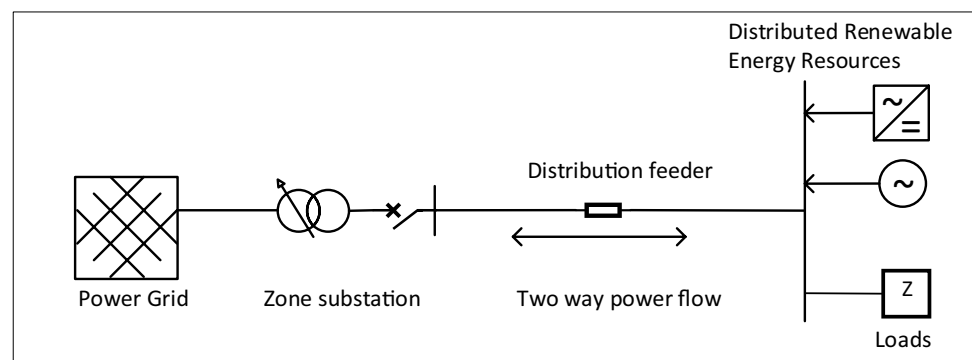 Distributed Renewable
Energy Resources
~
=
Distribution feeder
~
Power Grid
Zone substation
Two way power flow
Z
Loads